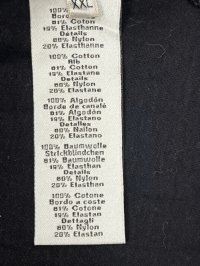 XXL
100% Coton
Bord
81% Coton
19% Elasthanne
Détails
80% Nylon
20% Elasthanne
100% Cotton
Rib
81% Cotton
19% Elastane
Details
80% Nylon
20% Elastane
100% Algodón
Borde de canalé
81% Algodón
19% Elastano
Detalles
80% Nailon
20% Elastano
100% Baumwolle
Strickbündchen
81% Baumwolle
19% Elasthan
Details
80% Nylon
20% Elasthan
100% Cotone
Bordo a coste
81% Cotone
19% Elastan
Dettagli
80% Nylon
20% Elastan